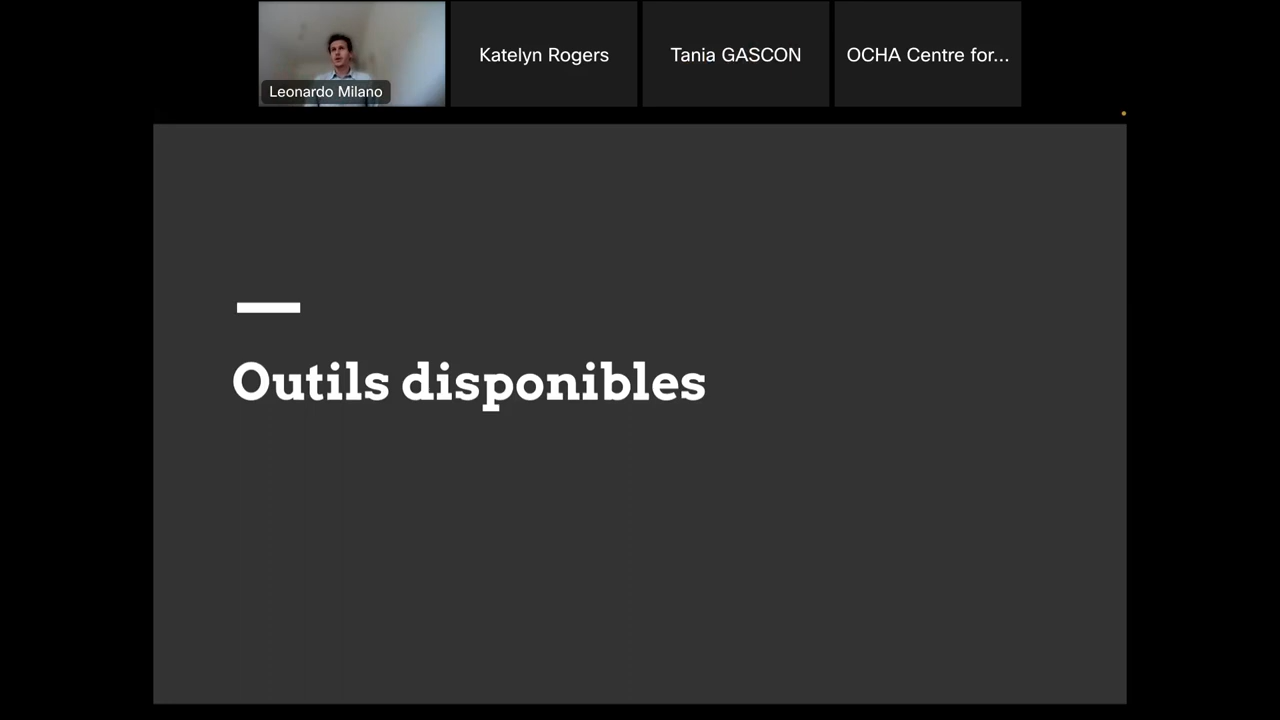 Leonardo Milano
Katelyn Rogers
Tania GASCON
OCHA Centre for...
Outils disponibles